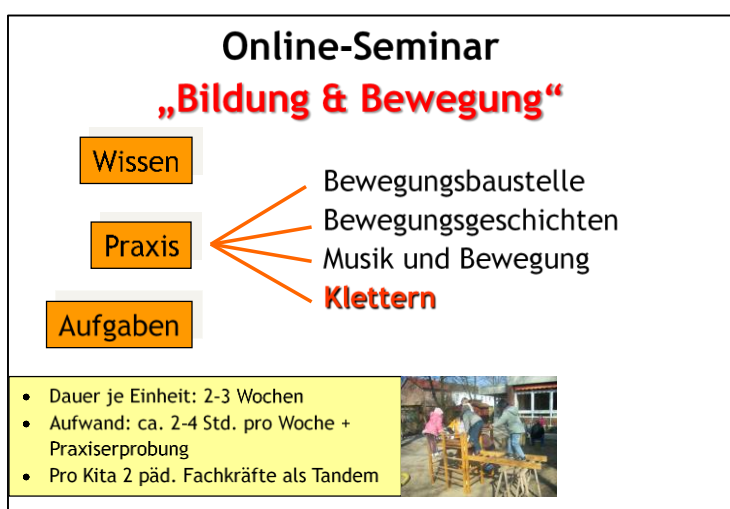 Online-Seminar
„Bildung & Bewegung“
Wissen
Praxis
Aufgaben
Bewegungsbaustelle
Bewegungsgeschichten
Musik und Bewegung
Klettern
• Dauer je Einheit: 2-3 Wochen
• Aufwand: ca. 2-4 Std. pro Woche +
Praxiserprobung
• Pro Kita 2 päd. Fachkräfte als Tandem